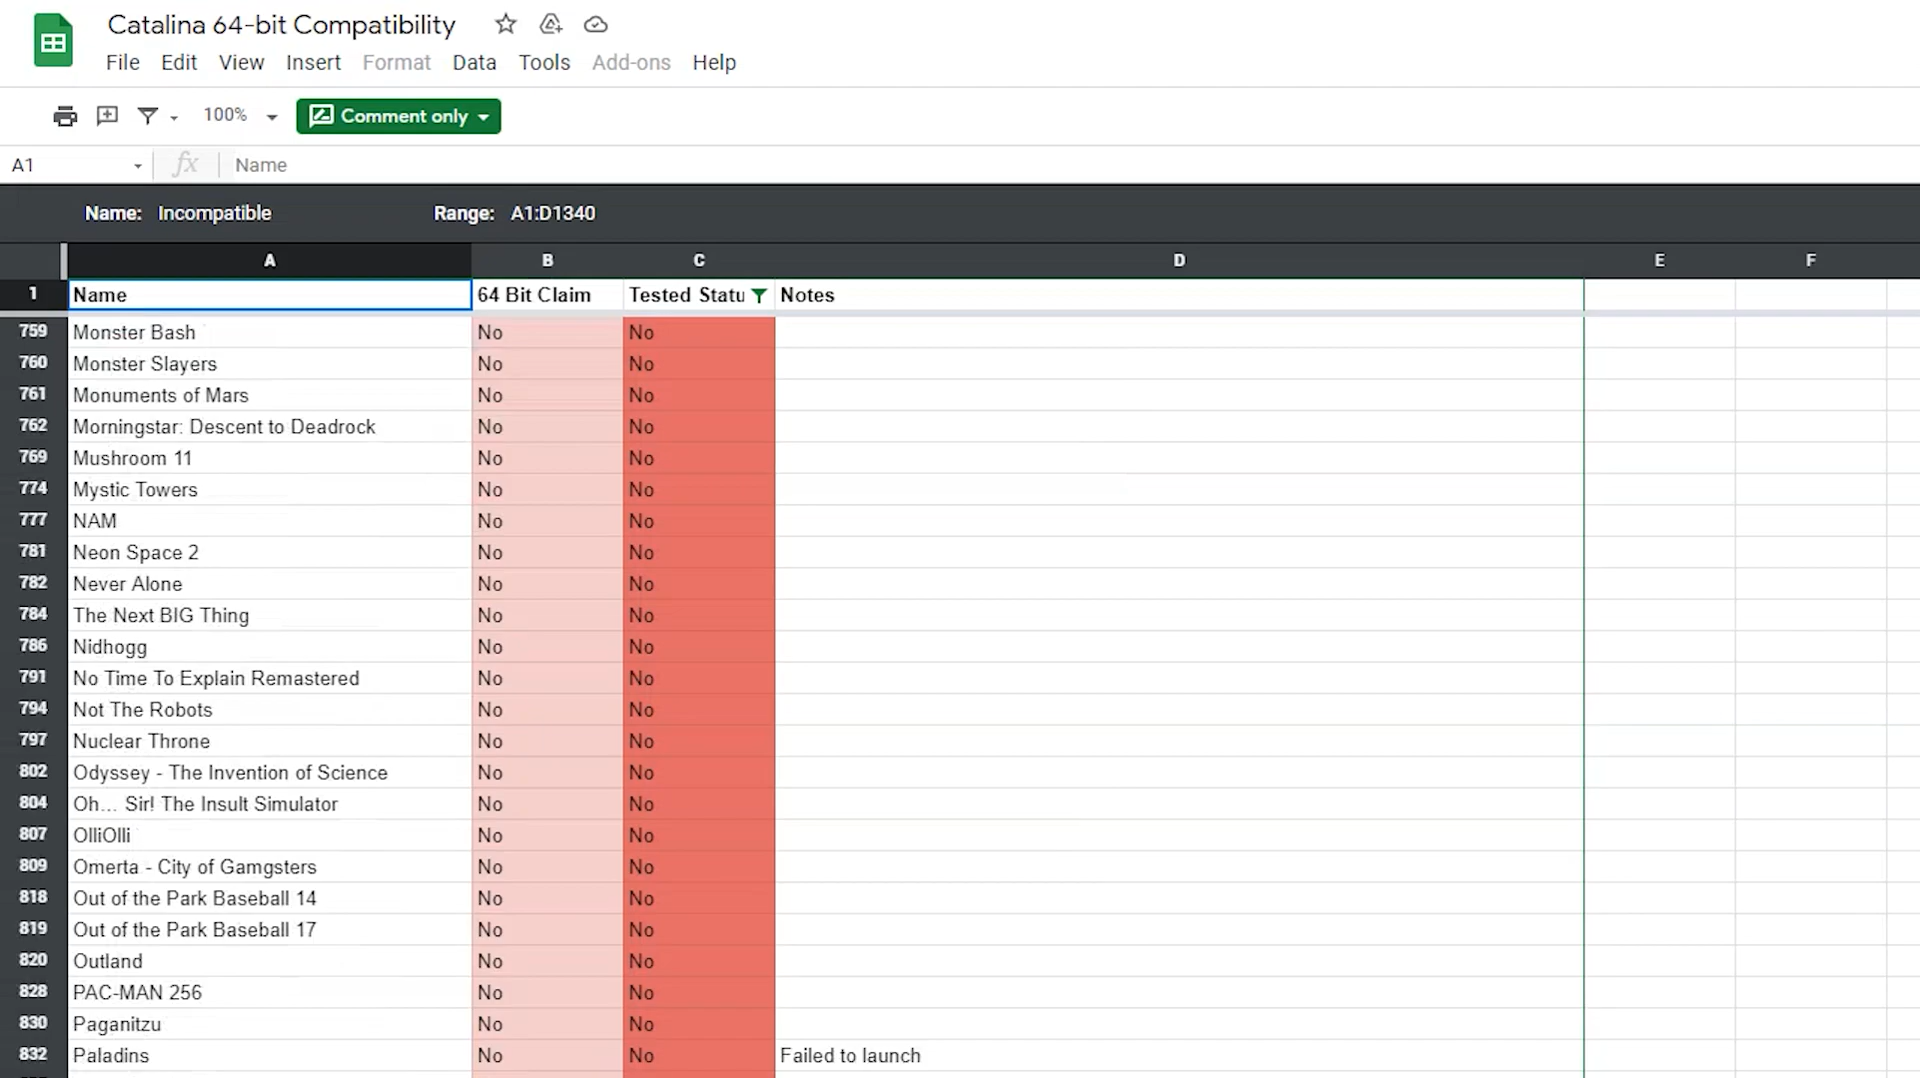 Catalina 64-bit Compatibility
File Edit View Insert Format Data Tools Add-ons Help
100% Comment only
A1 fx Name
Name: Incompatible Range: A1:D1340
A B C D E F
1 Name 64 Bit Claim Tested Statu Notes
759 Monster Bash No No
760 Monster Slayers No No
761 Monuments of Mars No No
762 Morningstar: Descent to Deadrock No No
769 Mushroom 11 No No
774 Mystic Towers No No
777 NAM No No
781 Neon Space 2 No No
782 Never Alone No No
784 The Next BIG Thing No No
786 Nidhogg No No
791 No Time To Explain Remastered No No
794 Not The Robots No No
797 Nuclear Throne No No
802 Odyssey - The Invention of Science No No
804 Oh... Sir! The Insult Simulator No No
807 OlliOlli No No
809 Omerta - City of Gamgsters No No
818 Out of the Park Baseball 14 No No
819 Out of the Park Baseball 17 No No
820 Outland No No
828 PAC-MAN 256 No No
830 Paganitzu No No
832 Paladins No No Failed to launch